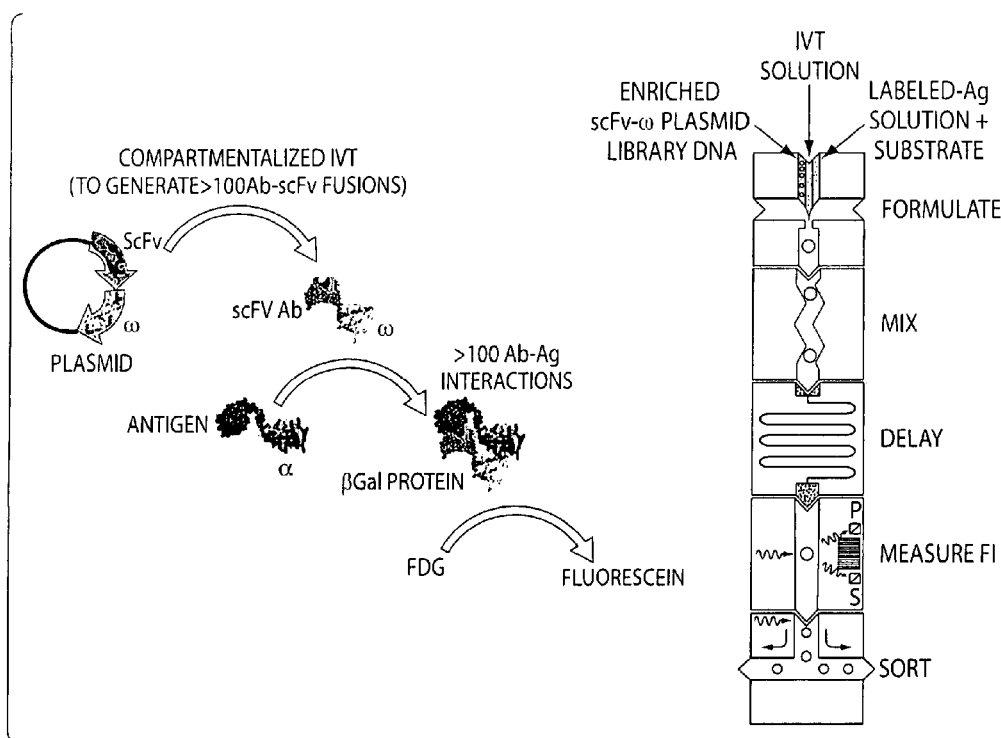 COMPARTMENTALIZED IVT
(TO GENERATE>100Ab-scFv FUSIONS)
ScFv
ω
PLASMID
scFV Ab
ω
>100 Ab-Ag
INTERACTIONS
ANTIGEN
α
βGal PROTEIN
FDG
FLUORESCEIN
IVT
SOLUTION
ENRICHED
scFv-ω PLASMID
LIBRARY DNA
LABELED-Ag
SOLUTION +
SUBSTRATE
FORMULATE
MIX
DELAY
P
MEASURE FI
S
SORT